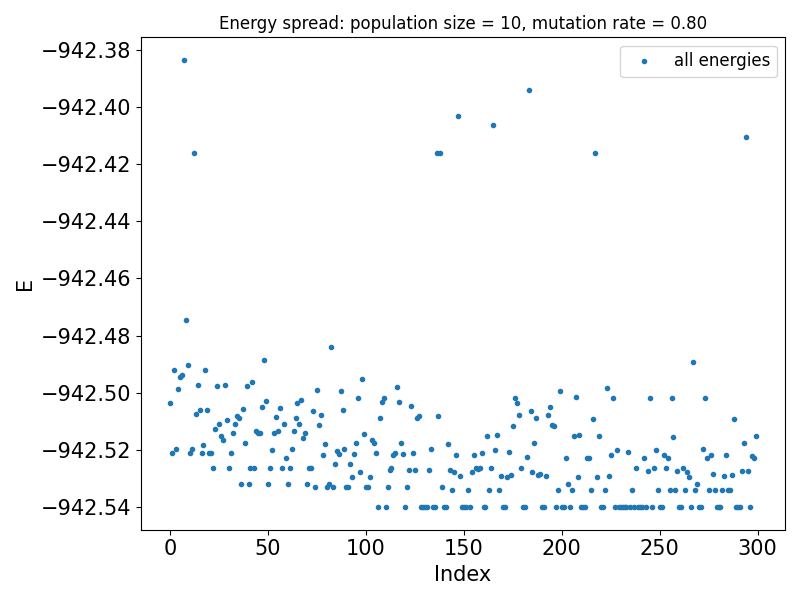 Energy spread: population size = 10, mutation rate = 0.80
all energies
−942.38
−942.40
−942.42
−942.44
−942.46
−942.48
−942.50
−942.52
−942.54
E
0 50 100 150 200 250 300
Index